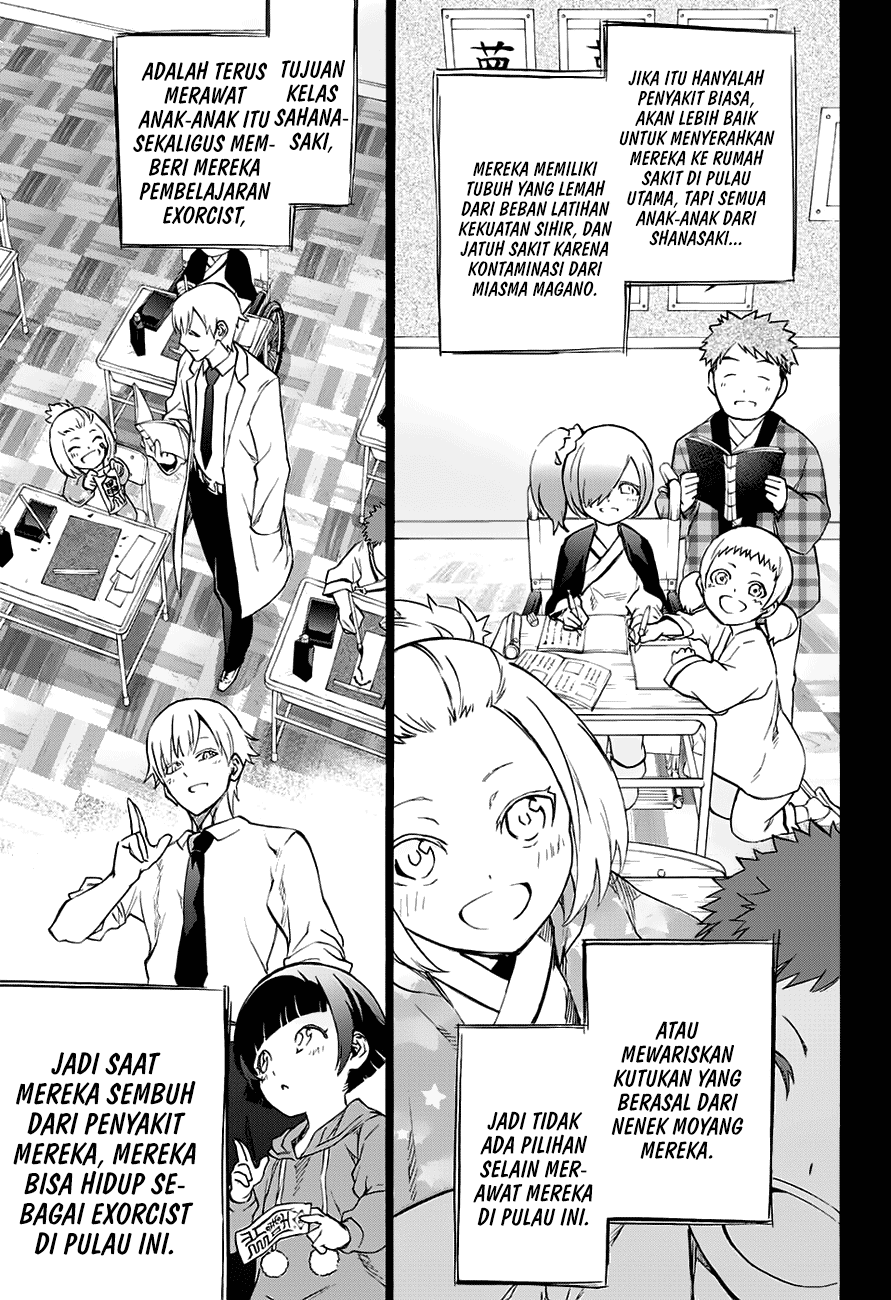 JIKA ITU HANYALAH
PENYAKIT BIASA,
AKAN LEBIH BAIK
UNTUK MENYERAHKAN
MEREKA KE RUMAH
SAKIT DI PULAU
UTAMA, TAPI SEMUA
ANAK-ANAK DARI
SHANASAKI...
MEREKA MEMILIKI
TUBUH YANG LEMAH
DARI BEBAN LATIHAN
KEKUATAN SIHIR, DAN
JATUH SAKIT KARENA
KONTAMINASI DARI
MIASMA MAGANO.
ATAU
MEWARISKAN
KUTUKAN YANG
BERASAL DARI
NENEK MOYANG
MEREKA.
JADI TIDAK
ADA PILIHAN
SELAIN MER-
AWAT MEREKA
DI PULAU INI.
TUJUAN
KELAS
SAHANA-
SAKI,
ADALAH TERUS
MERAWAT
ANAK-ANAK ITU
SEKALIGUS MEM-
BERI MEREKA
PEMBELAJARAN
EXORCIST,
JADI SAAT
MEREKA SEMBUH
DARI PENYAKIT
MEREKA, MEREKA
BISA HIDUP SE-
BAGAI EXORCIST
DI PULAU INI.